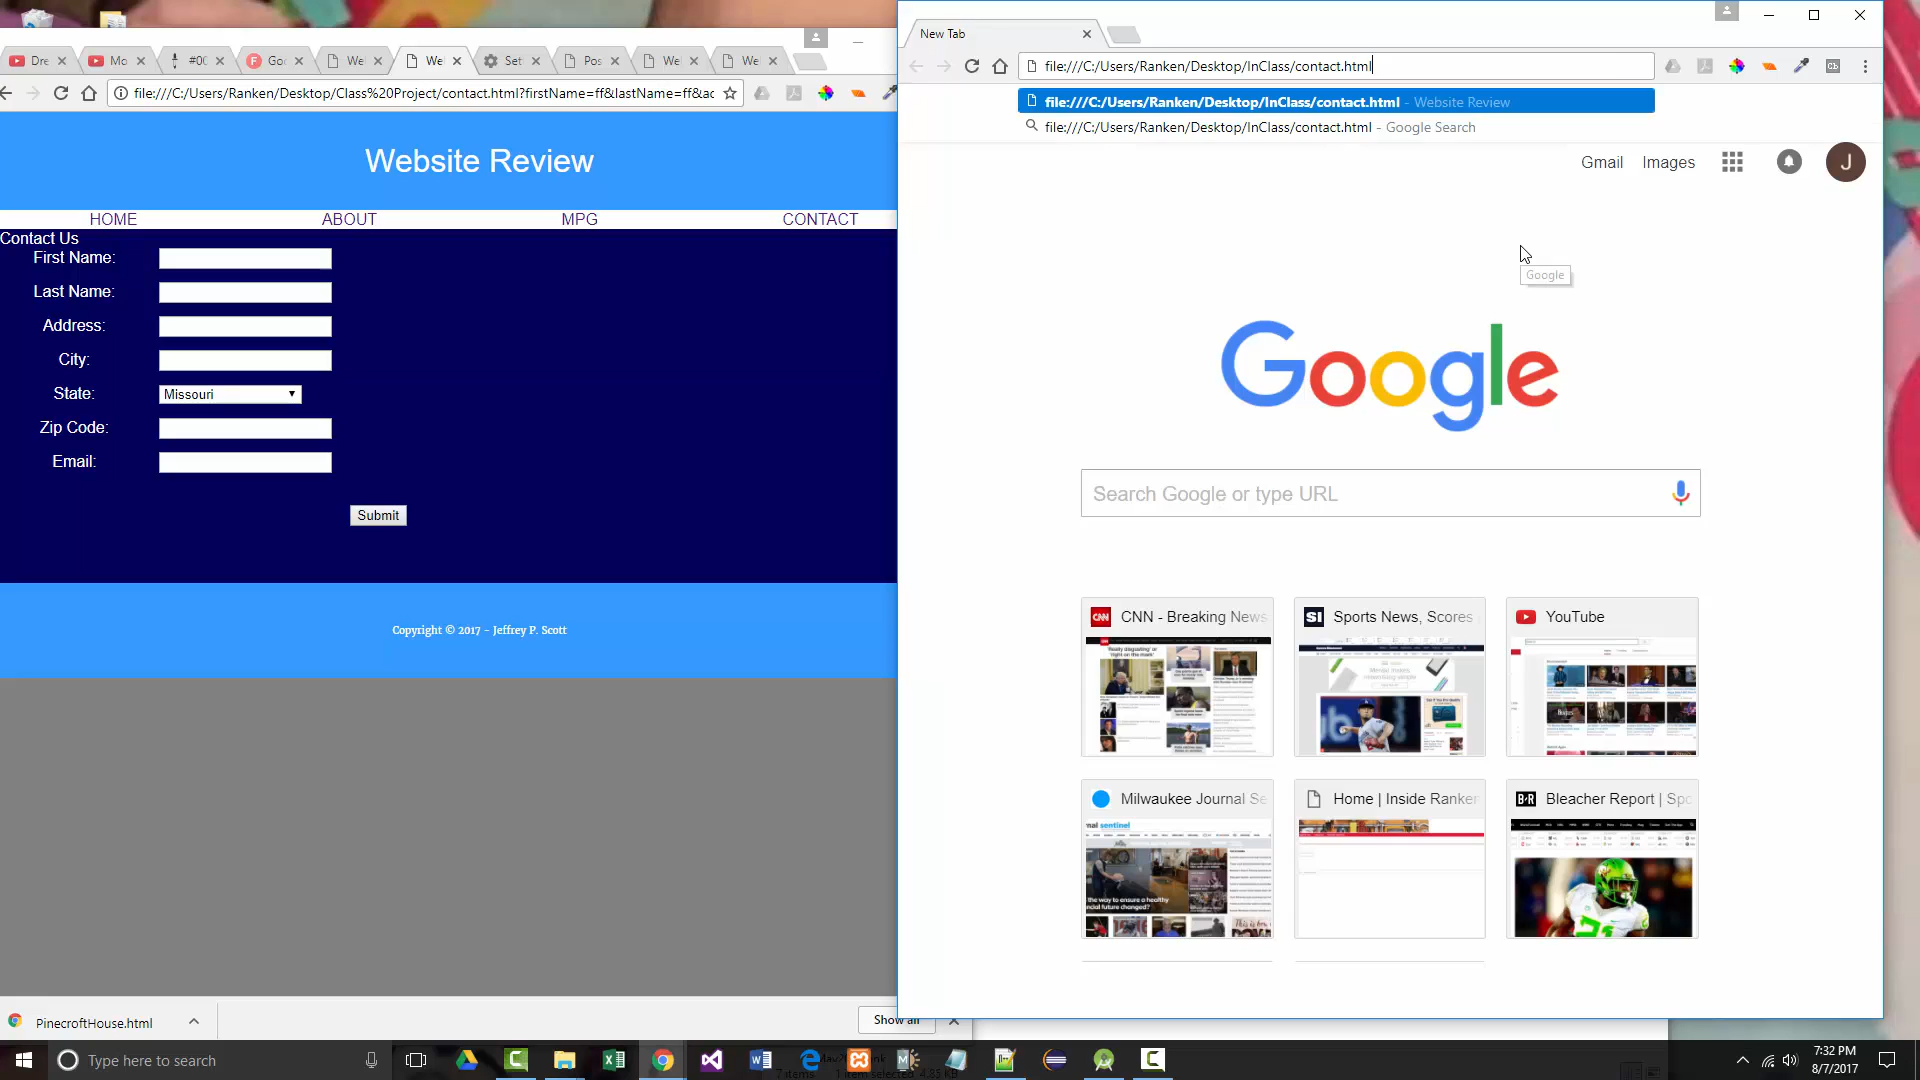 Dre
Mo
#0C
Goo
We
We
Set
Pos
We
We
file:///C:/Users/Ranken/Desktop/Class%20Project/contact.html?firstName=ff&lastName=ff&ac
Website Review
HOME
ABOUT
MPG
CONTACT
Contact Us
First Name:
Last Name:
Address:
City:
State:
Missouri
Zip Code:
Email:
Submit
Copyright © 2017 - Jeffrey P. Scott
PinecroftHouse.html
Show all
New Tab
file:///C:/Users/Ranken/Desktop/InClass/contact.html
file:///C:/Users/Ranken/Desktop/InClass/contact.html - Website Review
file:///C:/Users/Ranken/Desktop/InClass/contact.html - Google Search
Gmail
Images
J
Google
Google
Search Google or type URL
CNN - Breaking News
Sports News, Scores
YouTube
Milwaukee Journal Se
Home | Inside Ranken
Bleacher Report | Spo
Type here to search
7:32 PM
8/7/2017